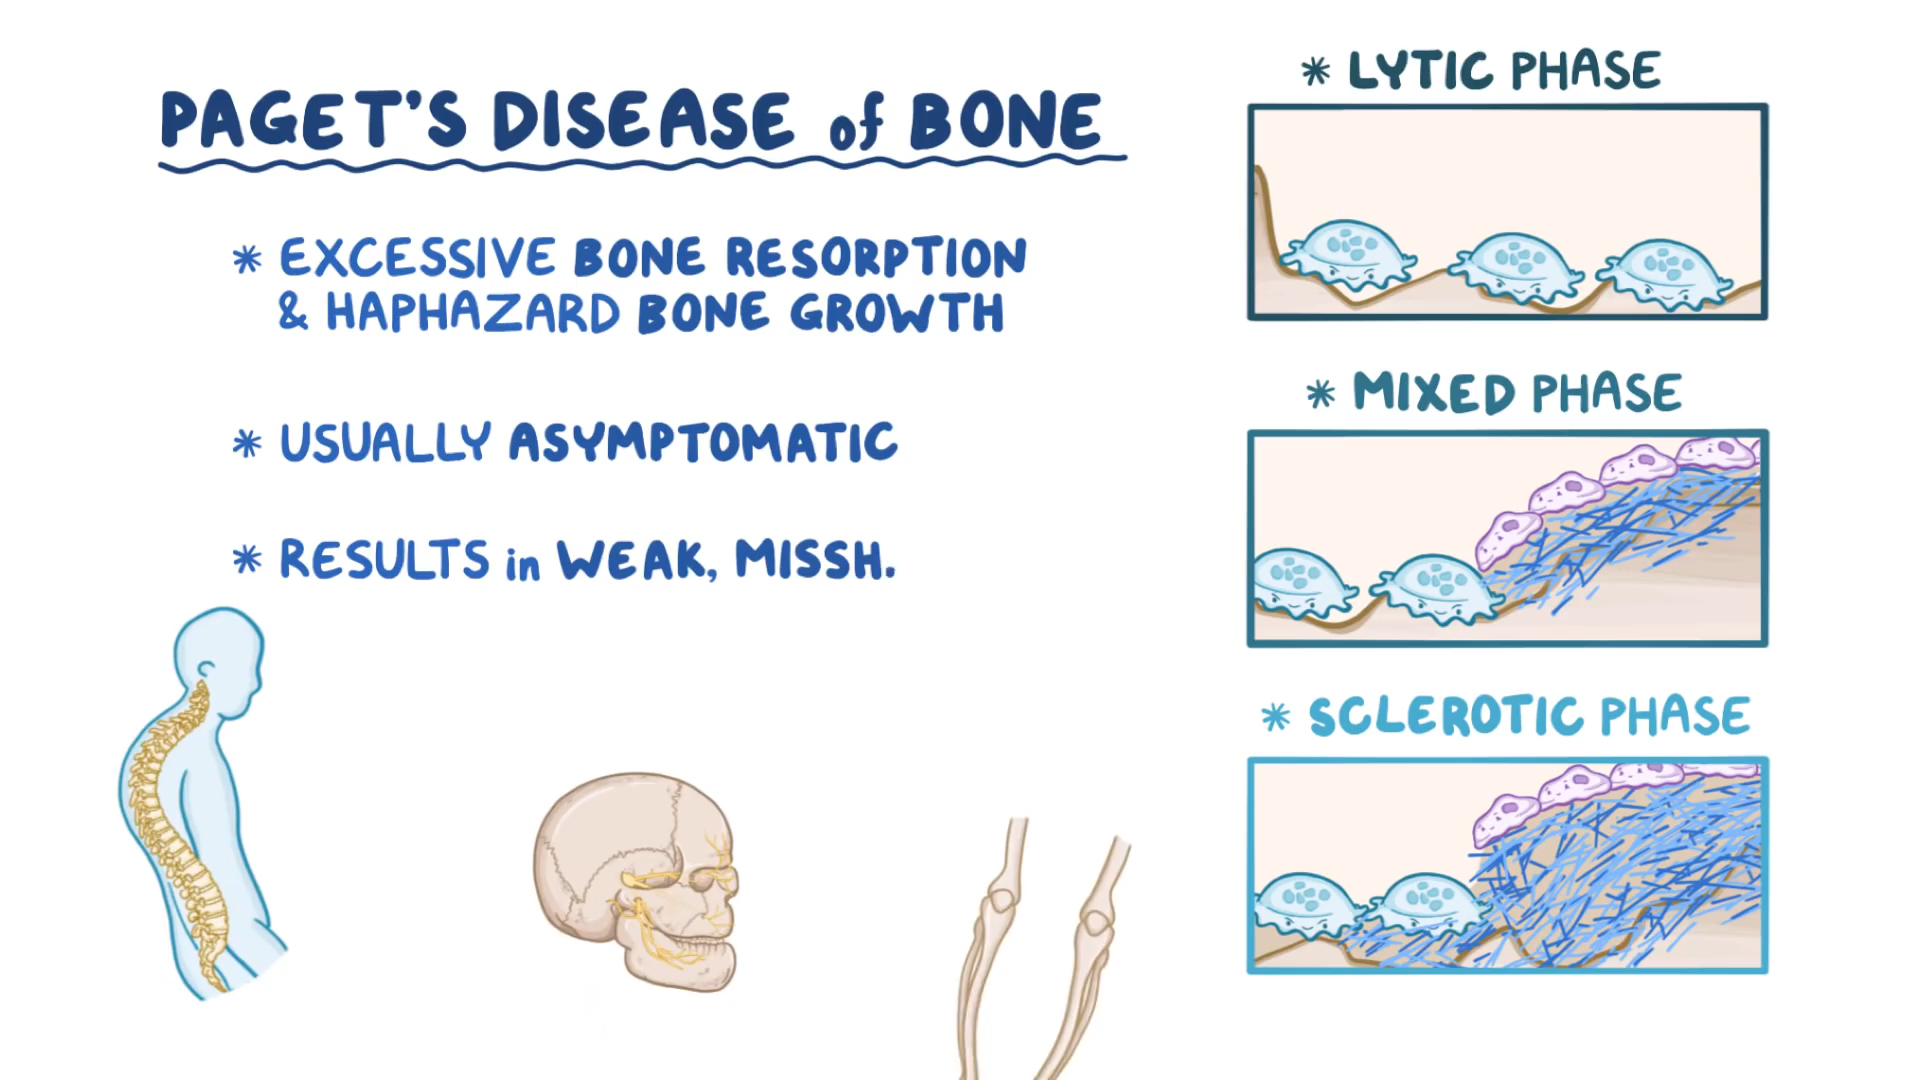 PAGET'S DISEASE of BONE
* EXCESSIVE BONE RESORPTION
& HAPHAZARD BONE GROWTH
* USUALLY ASYMPTOMATIC
* RESULTS in WEAK, MISSH.
* LYTIC PHASE
* MIXED PHASE
* SCLEROTIC PHASE